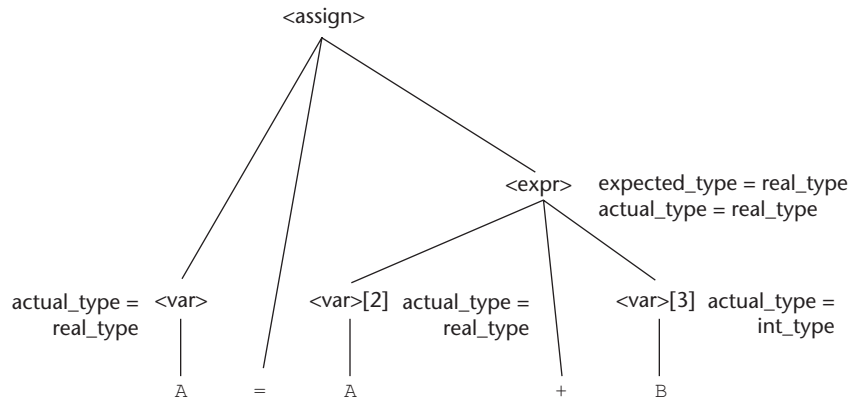 <assign>
<expr> expected_type = real_type
actual_type = real_type
actual_type = <var> <var>[2] actual_type = <var>[3] actual_type =
real_type real_type int_type
A = A + B